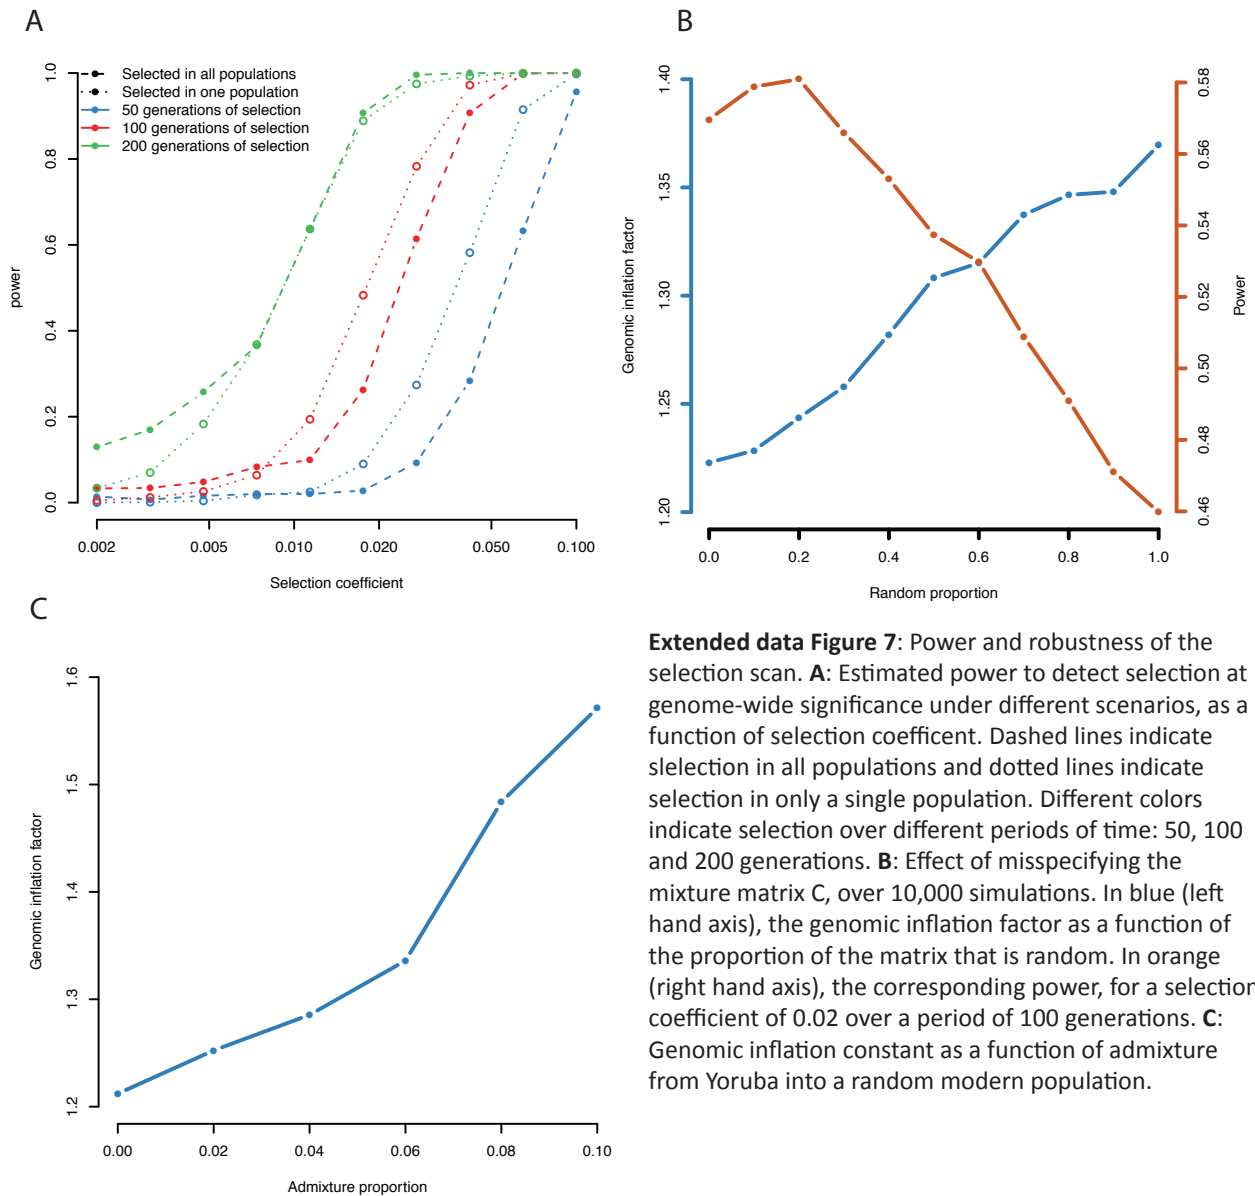 A
1.0
0.8
0.6
0.4
0.2
0.0
power
Selected in all populations
Selected in one population
50 generations of selection
100 generations of selection
200 generations of selection
0.002
0.005
0.010
0.020
0.050
0.100
Selection coefficient
B
1.40
1.35
1.30
1.25
1.20
Genomic inflation factor
0.58
0.56
0.54
0.52
0.50
0.48
0.46
Power
0.0
0.2
0.4
0.6
0.8
1.0
Random proportion
C
1.6
1.5
1.4
1.3
1.2
Genomic inflation factor
0.00
0.02
0.04
0.06
0.08
0.10
Admixture proportion
Extended data Figure 7: Power and robustness of the
selection scan. A: Estimated power to detect selection at
genome-wide significance under different scenarios, as a
function of selection coefficent. Dashed lines indicate
slelection in all populations and dotted lines indicate
selection in only a single population. Different colors
indicate selection over different periods of time: 50, 100
and 200 generations. B: Effect of misspecifying the
mixture matrix C, over 10,000 simulations. In blue (left
hand axis), the genomic inflation factor as a function of
the proportion of the matrix that is random. In orange
(right hand axis), the corresponding power, for a selection
coefficient of 0.02 over a period of 100 generations. C:
Genomic inflation constant as a function of admixture
from Yoruba into a random modern population.